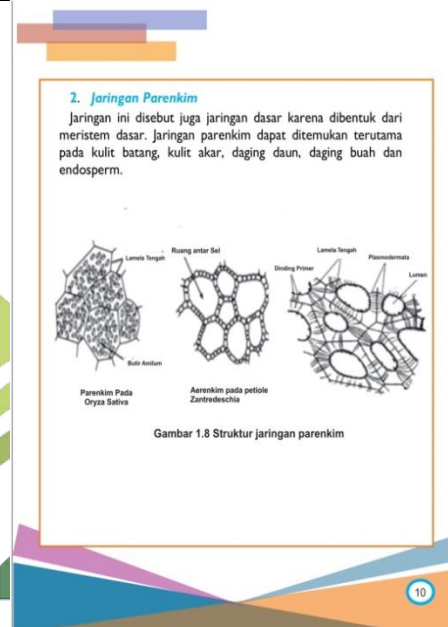 2. Jaringan Parenkim
Jaringan ini disebut juga jaringan dasar karena dibentuk dari
meristem dasar. Jaringan parenkim dapat ditemukan terutama
pada kulit batang, kulit akar, daging daun, daging buah dan
endosperm.
Lamela Tengah
Butir Amilum
Parenkim Pada
Oryza Sativa
Ruang antar Sel
Aerenkim pada petiole
Zantredeschia
Lamela Tengah
Dinding Primer
Plasmodermata
Lumen
Gambar 1.8 Struktur jaringan parenkim
10